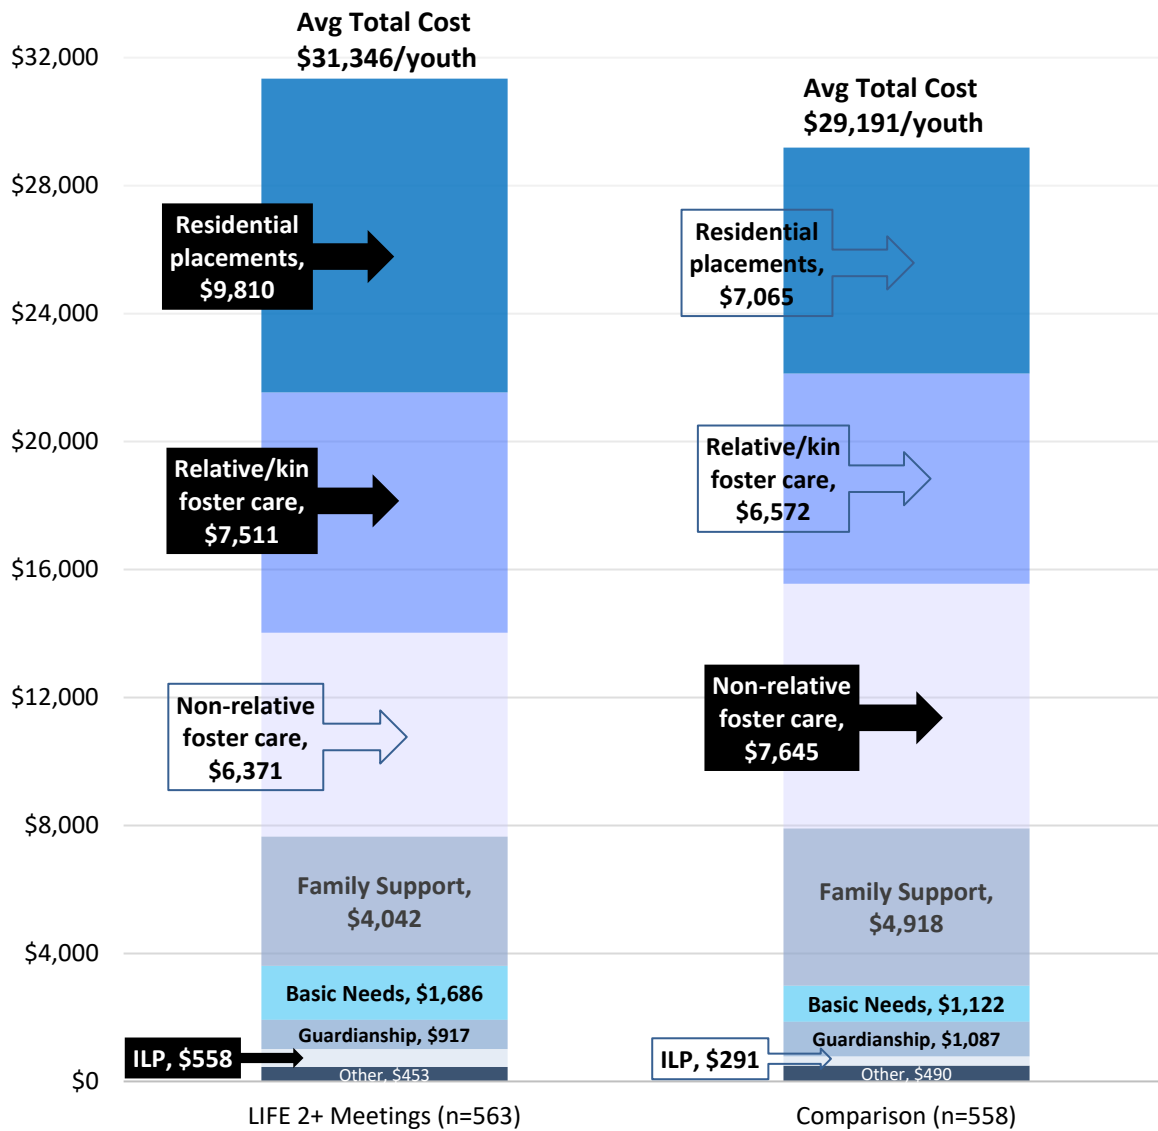 Avg Total Cost
$31,346/youth
Avg Total Cost
$29,191/youth
$32,000
$28,000
$24,000
$20,000
$16,000
$12,000
$8,000
$4,000
$0
Residential
placements,
$9,810
Relative/kin
foster care,
$7,511
Non-relative
foster care,
$6,371
Family Support,
$4,042
Basic Needs, $1,686
Guardianship, $917
ILP, $558
Other, $453
Residential
placements,
$7,065
Relative/kin
foster care,
$6,572
Non-relative
foster care,
$7,645
Family Support,
$4,918
Basic Needs, $1,122
Guardianship, $1,087
ILP, $291
Other, $490
LIFE 2+ Meetings (n=563)
Comparison (n=558)